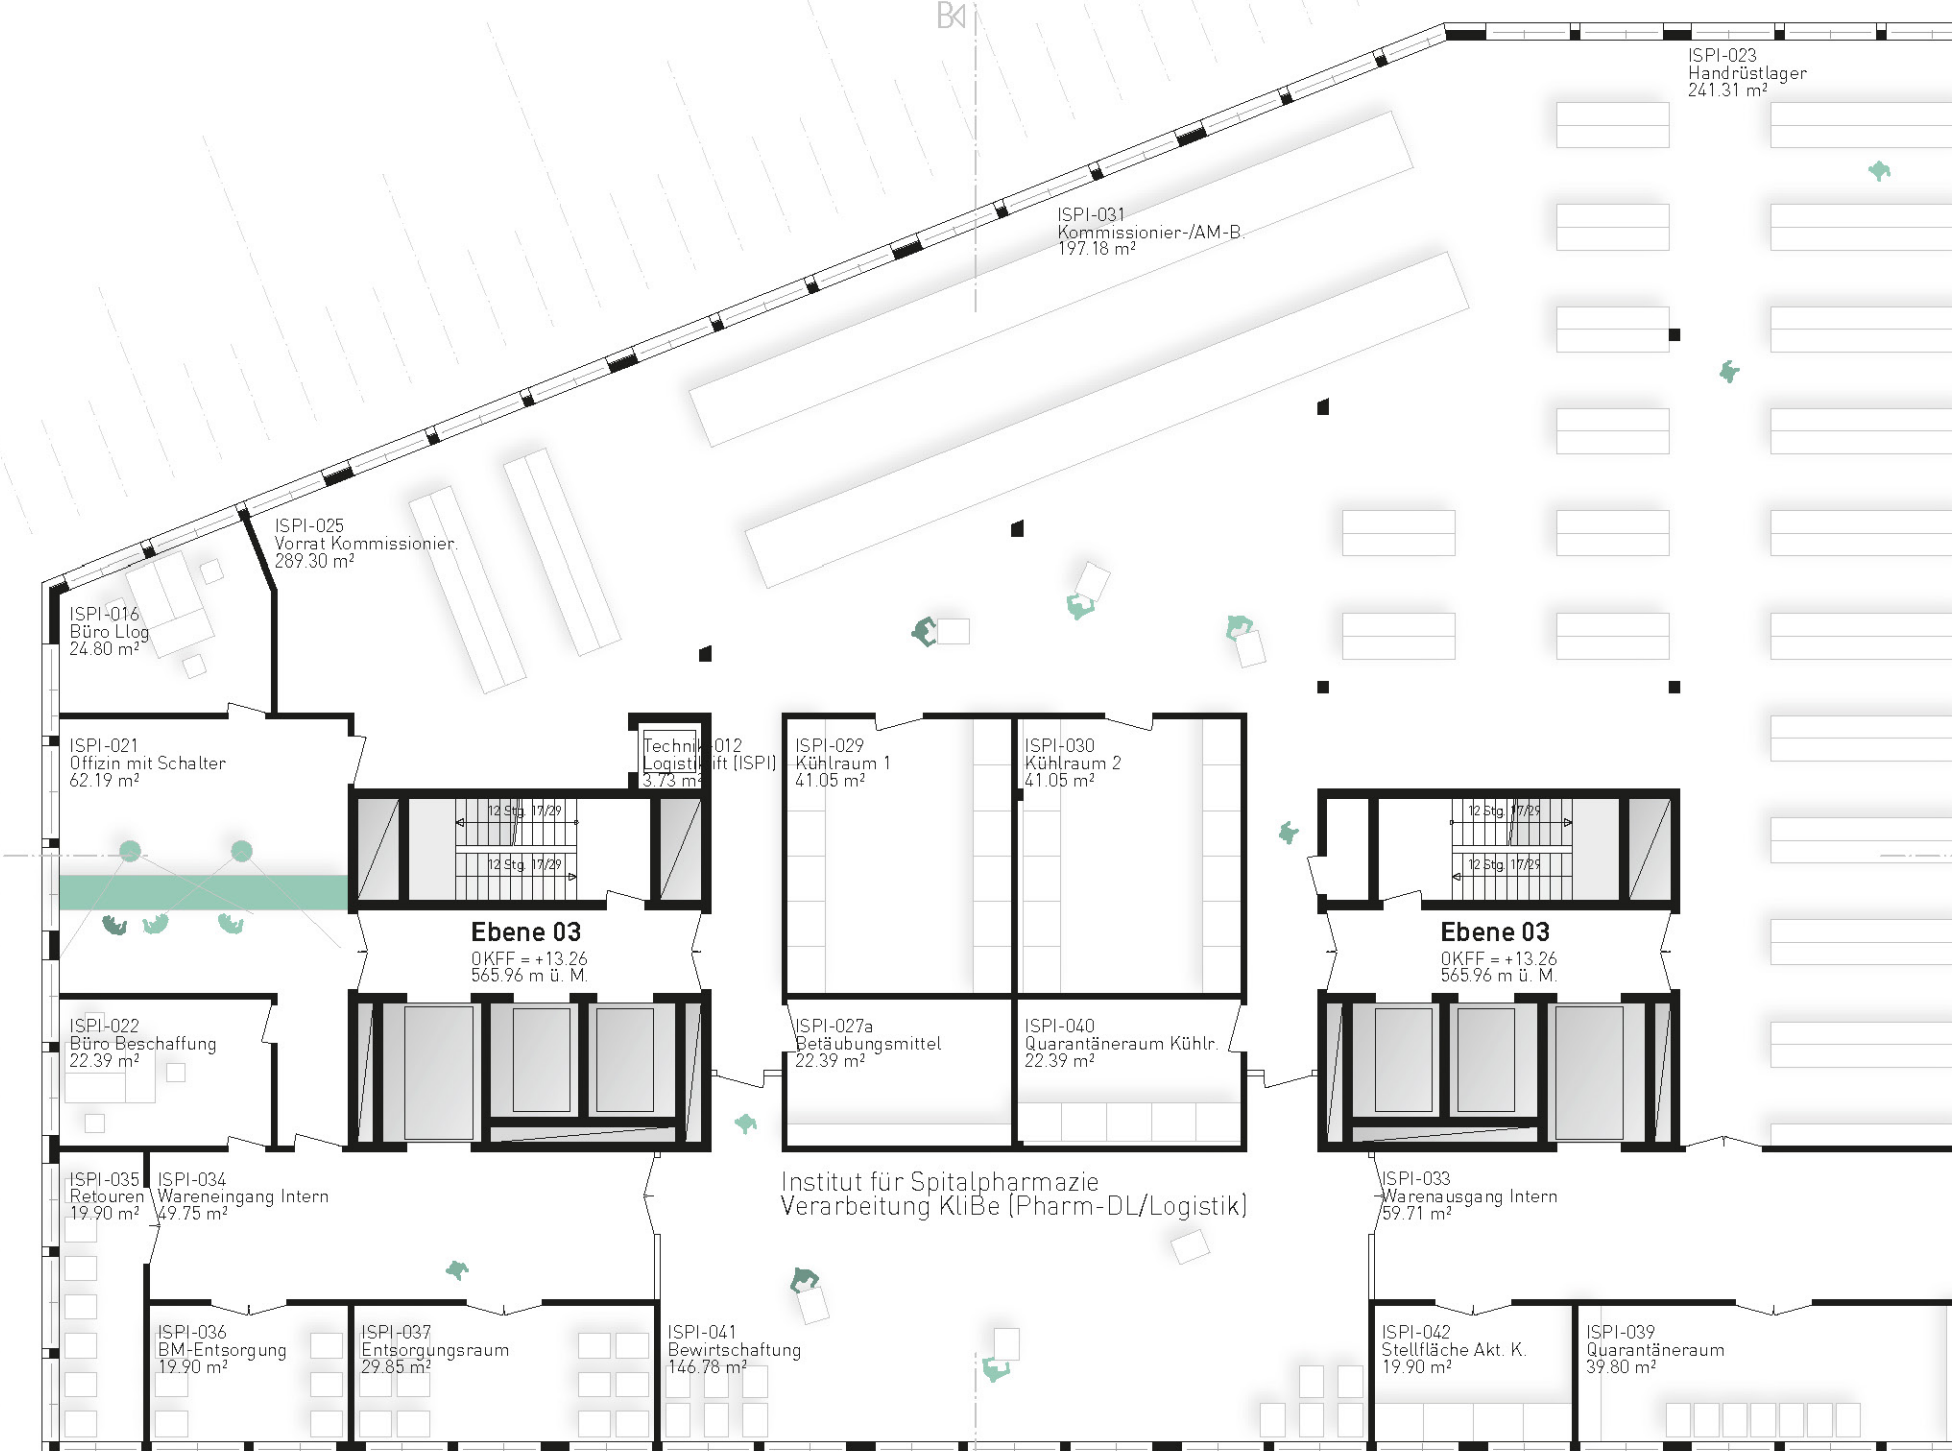 B
ISPI-023
Handrüstlager
241.31 m²
ISPI-031
Kommissionier-/AM-B.
197.18 m²
ISPI-025
Vorrat Kommissionier.
289.30 m²
ISPI-016
Büro Llog
24.80 m²
ISPI-021
Offizin mit Schalter
62.19 m²
Technik-012
Logistiklift (ISPI)
3.73 m²
ISPI-029
Kühlraum 1
41.05 m²
ISPI-030
Kühlraum 2
41.05 m²
12 Stg. 17/29
12 Stg. 17/29
12 Stg. 17/29
12 Stg. 17/29
Ebene 03
OKFF = +13.26
565.96 m ü. M.
Ebene 03
OKFF = +13.26
565.96 m ü. M.
ISPI-022
Büro Beschaffung
22.39 m²
ISPI-027a
Betäubungsmittel
22.39 m²
ISPI-040
Quarantäneraum Kühlr.
22.39 m²
ISPI-035
Retouren
19.90 m²
ISPI-034
Wareneingang Intern
49.75 m²
Institut für Spitalpharmazie
Verarbeitung KliBe (Pharm-DL/Logistik)
ISPI-033
Warenausgang Intern
59.71 m²
ISPI-036
BM-Entsorgung
19.90 m²
ISPI-037
Entsorgungsraum
29.85 m²
ISPI-041
Bewirtschaftung
146.78 m²
ISPI-042
Stellfläche Akt. K.
19.90 m²
ISPI-039
Quarantäneraum
39.80 m²